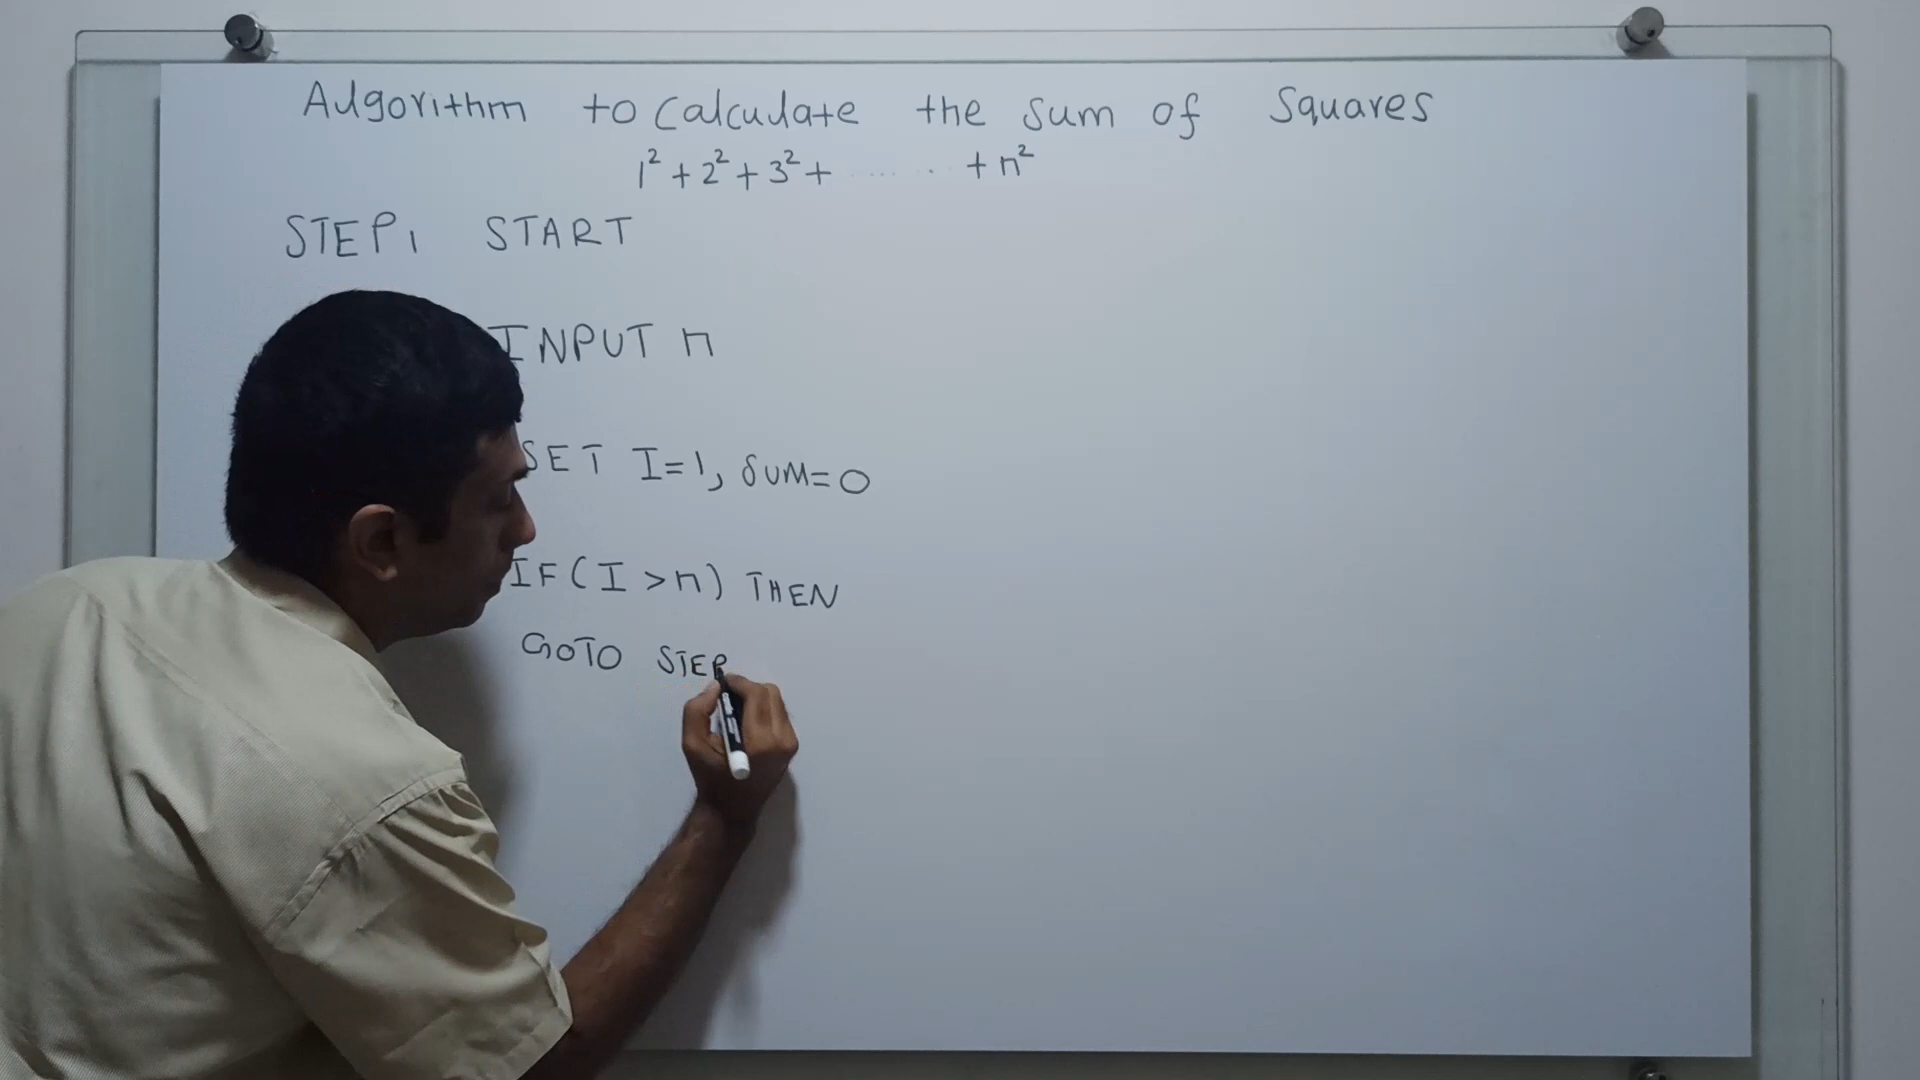 Algorithm to Calculate the Sum of Squares
1² + 2² + 3² + ...... + n²
STEP1 START
INPUT n
SET I=1, SUM=0
IF(I >n) THEN
GOTO STEP